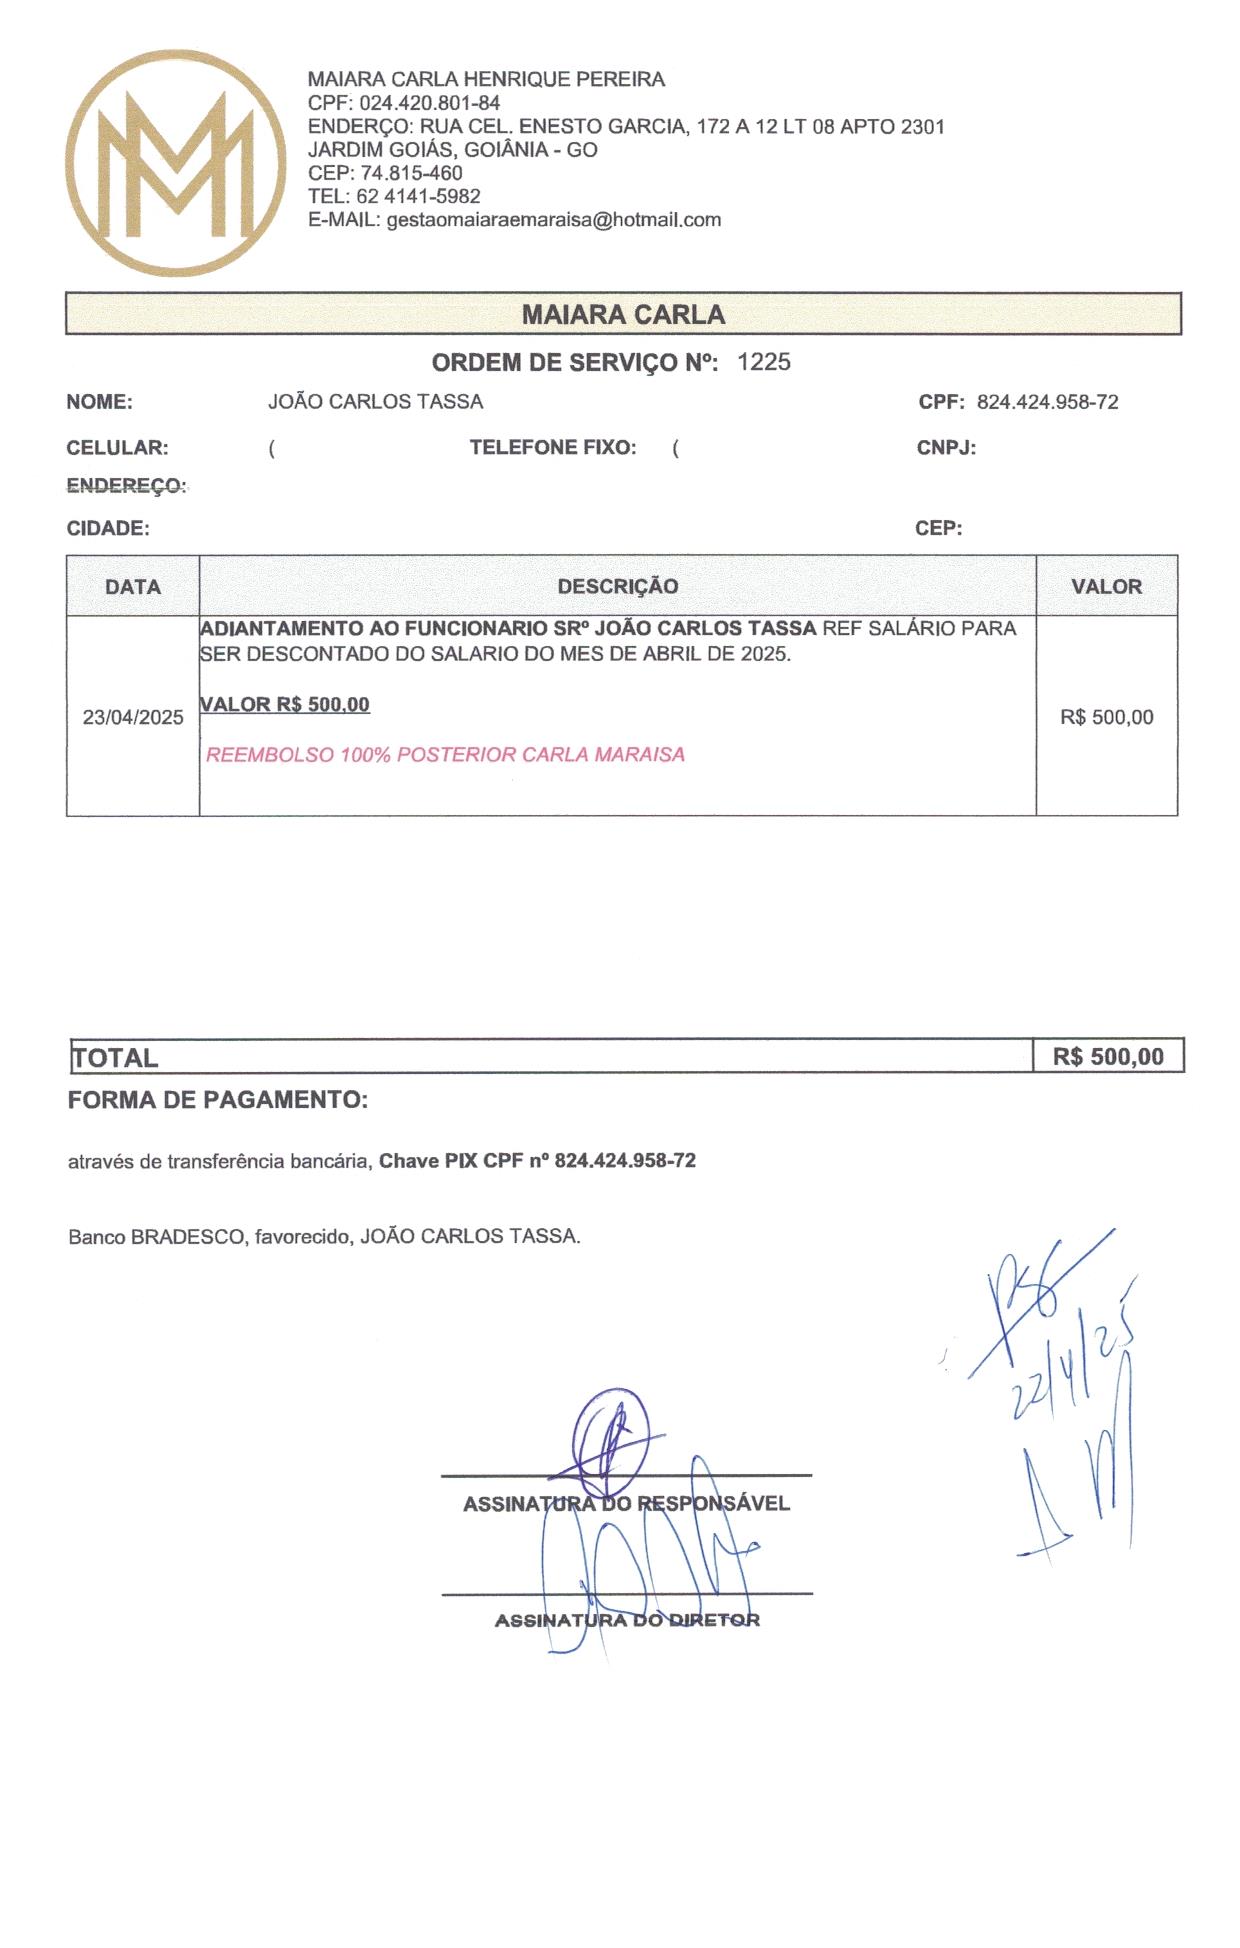 MAIARA CARLA HENRIQUE PEREIRA
CPF: 024.420.801-84
ENDERÇO: RUA CEL. ENESTO GARCIA, 172 A 12 LT 08 APTO 2301
JARDIM GOIÁS, GOIÂNIA - GO
CEP: 74.815-460
TEL: 62 4141-5982
E-MAIL: gestaomaiaraemaraisa@hotmail.com
MAIARA CARLA
ORDEM DE SERVIÇO Nº: 1225
NOME: JOÃO CARLOS TASSA CPF: 824.424.958-72
CELULAR: ( TELEFONE FIXO: ( CNPJ:
ENDEREÇO:
CIDADE: CEP:
DATA DESCRIÇÃO VALOR
ADIANTAMENTO AO FUNCIONARIO SRº JOÃO CARLOS TASSA REF SALÁRIO PARA
SER DESCONTADO DO SALARIO DO MES DE ABRIL DE 2025.
VALOR R$ 500,00
23/04/2025 R$ 500,00
REEMBOLSO 100% POSTERIOR CARLA MARAISA
TOTAL R$ 500,00
FORMA DE PAGAMENTO:
através de transferência bancária, Chave PIX CPF nº 824.424.958-72
Banco BRADESCO, favorecido, JOÃO CARLOS TASSA.
22/4/25
ASSINATURA DO RESPONSÁVEL
ASSINATURA DO DIRETOR